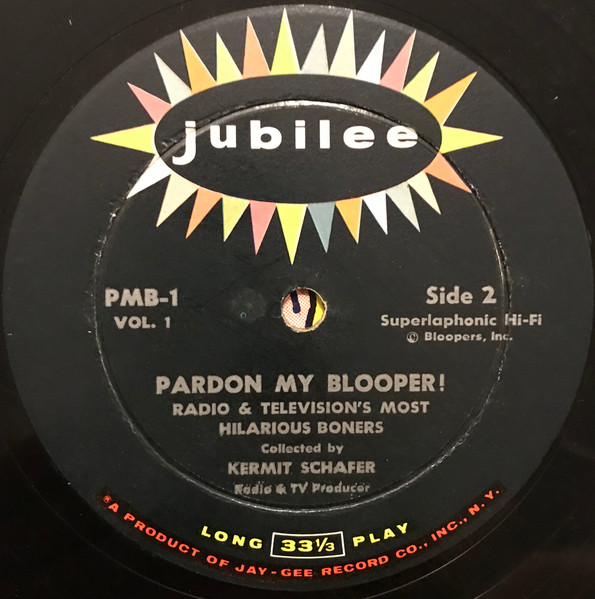 jubilee
PMB-1
VOL. 1
Side 2
Superlaphonic Hi-Fi
© Bloopers, Inc.
PARDON MY BLOOPER!
RADIO & TELEVISION'S MOST
HILARIOUS BONERS
Collected by
KERMIT SCHAFER
Radio & TV Producer
LONG 33⅓ PLAY
®A PRODUCT OF JAY-GEE RECORD CO., INC., N. Y.